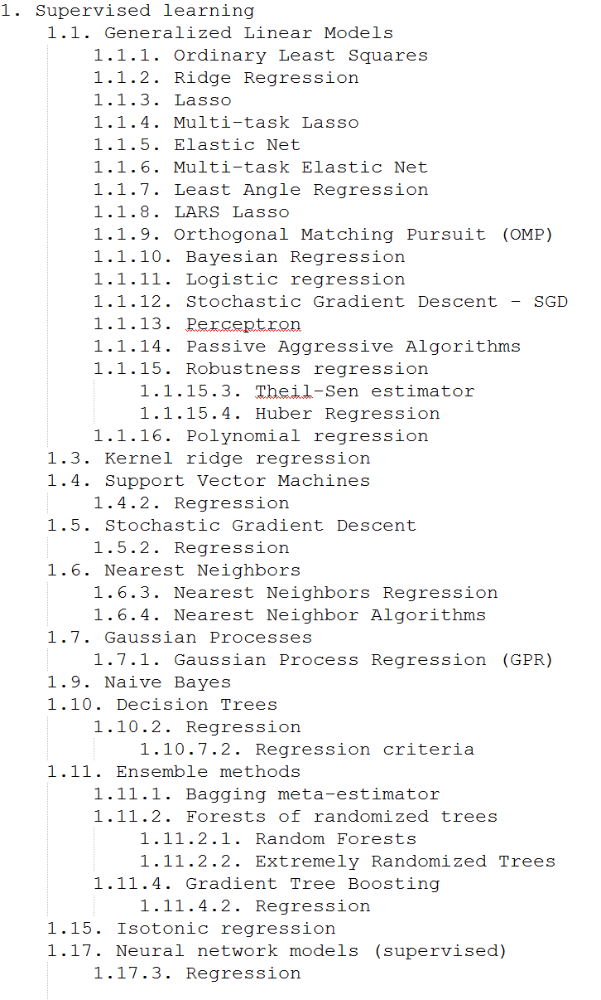 1. Supervised learning
1.1. Generalized Linear Models
1.1.1. Ordinary Least Squares
1.1.2. Ridge Regression
1.1.3. Lasso
1.1.4. Multi-task Lasso
1.1.5. Elastic Net
1.1.6. Multi-task Elastic Net
1.1.7. Least Angle Regression
1.1.8. LARS Lasso
1.1.9. Orthogonal Matching Pursuit (OMP)
1.1.10. Bayesian Regression
1.1.11. Logistic regression
1.1.12. Stochastic Gradient Descent - SGD
1.1.13. Perceptron
1.1.14. Passive Aggressive Algorithms
1.1.15. Robustness regression
1.1.15.3. Theil-Sen estimator
1.1.15.4. Huber Regression
1.1.16. Polynomial regression
1.3. Kernel ridge regression
1.4. Support Vector Machines
1.4.2. Regression
1.5. Stochastic Gradient Descent
1.5.2. Regression
1.6. Nearest Neighbors
1.6.3. Nearest Neighbors Regression
1.6.4. Nearest Neighbor Algorithms
1.7. Gaussian Processes
1.7.1. Gaussian Process Regression (GPR)
1.9. Naive Bayes
1.10. Decision Trees
1.10.2. Regression
1.10.7.2. Regression criteria
1.11. Ensemble methods
1.11.1. Bagging meta-estimator
1.11.2. Forests of randomized trees
1.11.2.1. Random Forests
1.11.2.2. Extremely Randomized Trees
1.11.4. Gradient Tree Boosting
1.11.4.2. Regression
1.15. Isotonic regression
1.17. Neural network models (supervised)
1.17.3. Regression